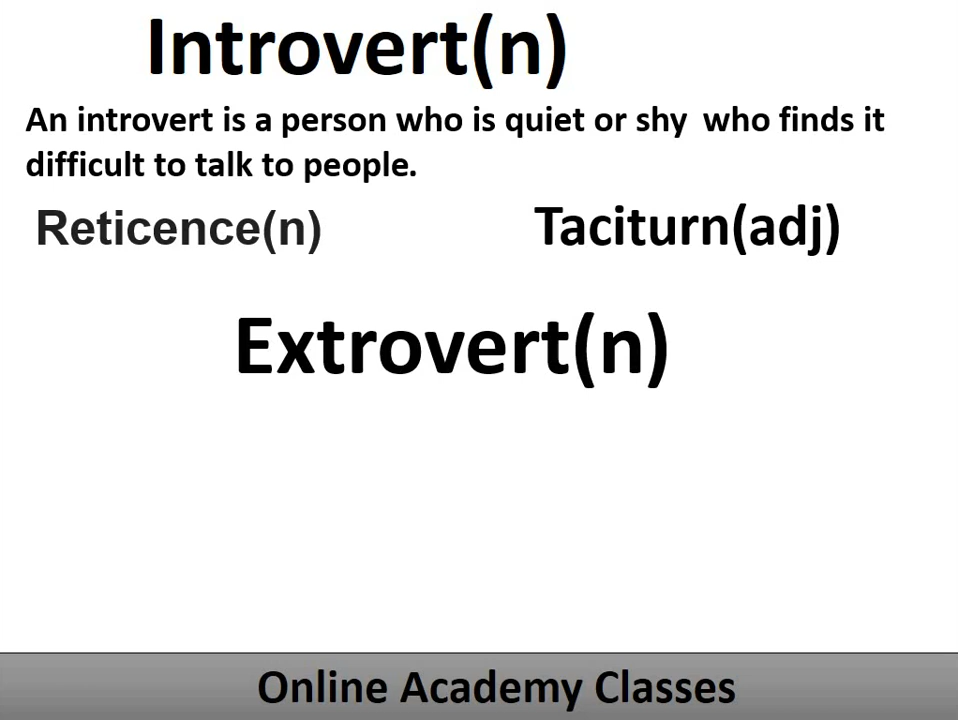 Introvert(n)
An introvert is a person who is quiet or shy who finds it
difficult to talk to people.
Reticence(n) Taciturn(adj)
Extrovert(n)
Online Academy Classes